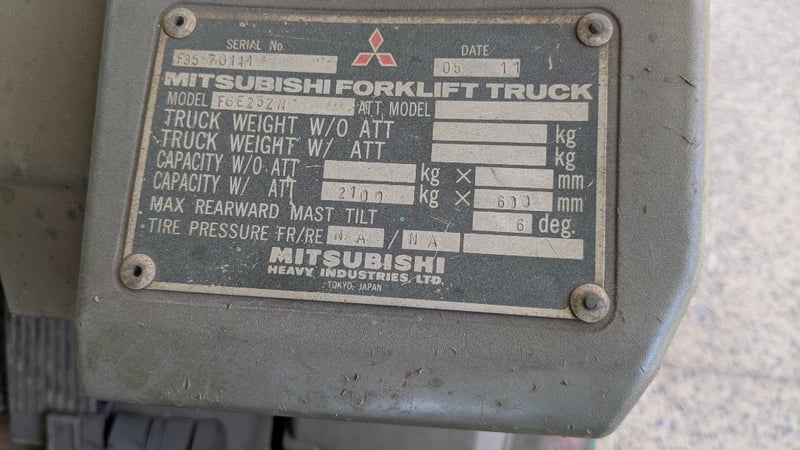 SERIAL No.
DATE
F35-70111
05 11
MITSUBISHI FORKLIFT TRUCK
MODEL FGE25ZN ATT. MODEL
TRUCK WEIGHT W/O ATT kg
TRUCK WEIGHT W/ ATT kg
CAPACITY W/O ATT kg × mm
CAPACITY W/ ATT 2100 kg × 600 mm
MAX REARWARD MAST TILT 6 deg.
TIRE PRESSURE FR/RE N A / N A
MITSUBISHI
HEAVY INDUSTRIES, LTD.
TOKYO, JAPAN